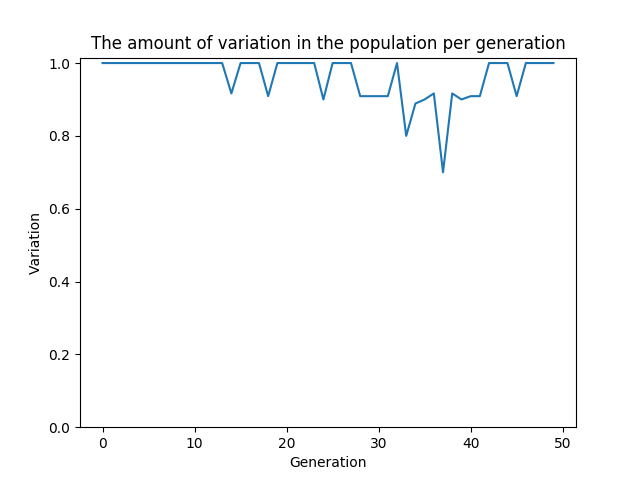 The amount of variation in the population per generation
1.0
0.8
0.6
0.4
0.2
0.0
Variation
0 10 20 30 40 50
Generation